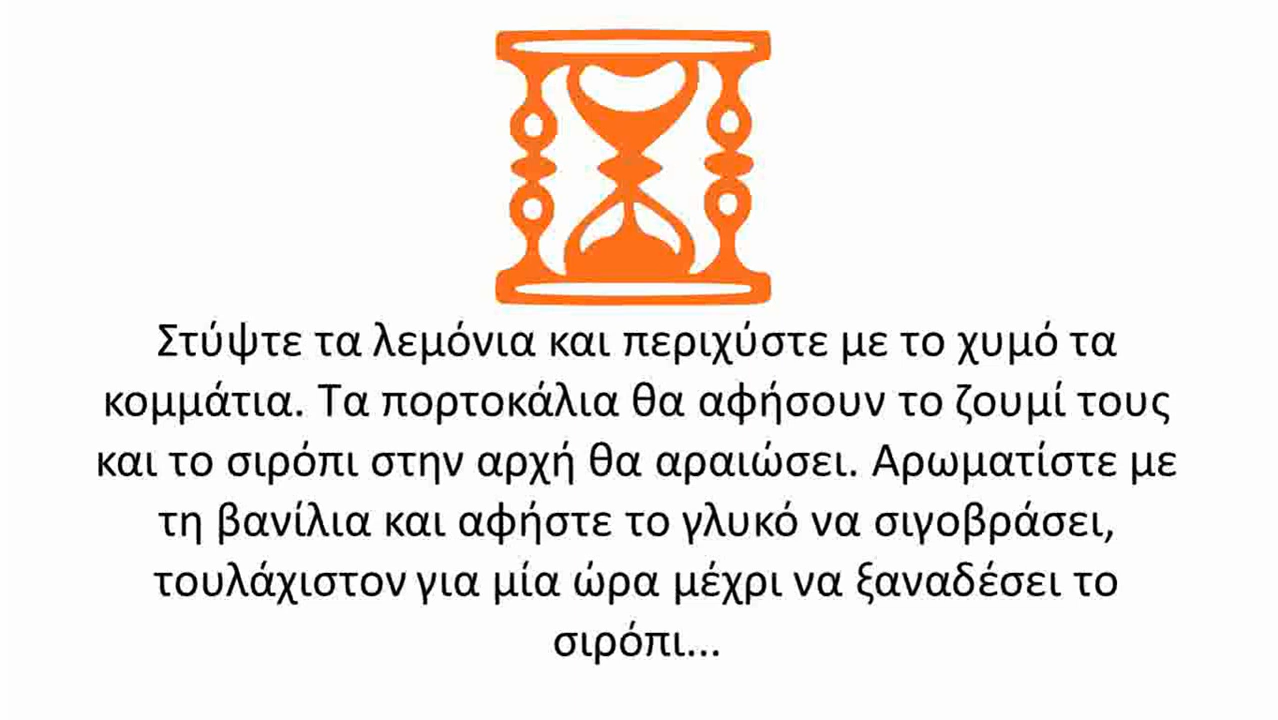 Στύψτε τα λεμόνια και περιχύστε με το χυμό τα
κομμάτια. Τα πορτοκάλια θα αφήσουν το ζουμί τους
και το σιρόπι στην αρχή θα αραιώσει. Αρωματίστε με
τη βανίλια και αφήστε το γλυκό να σιγοβράσει,
τουλάχιστον για μία ώρα μέχρι να ξαναδέσει το
σιρόπι...